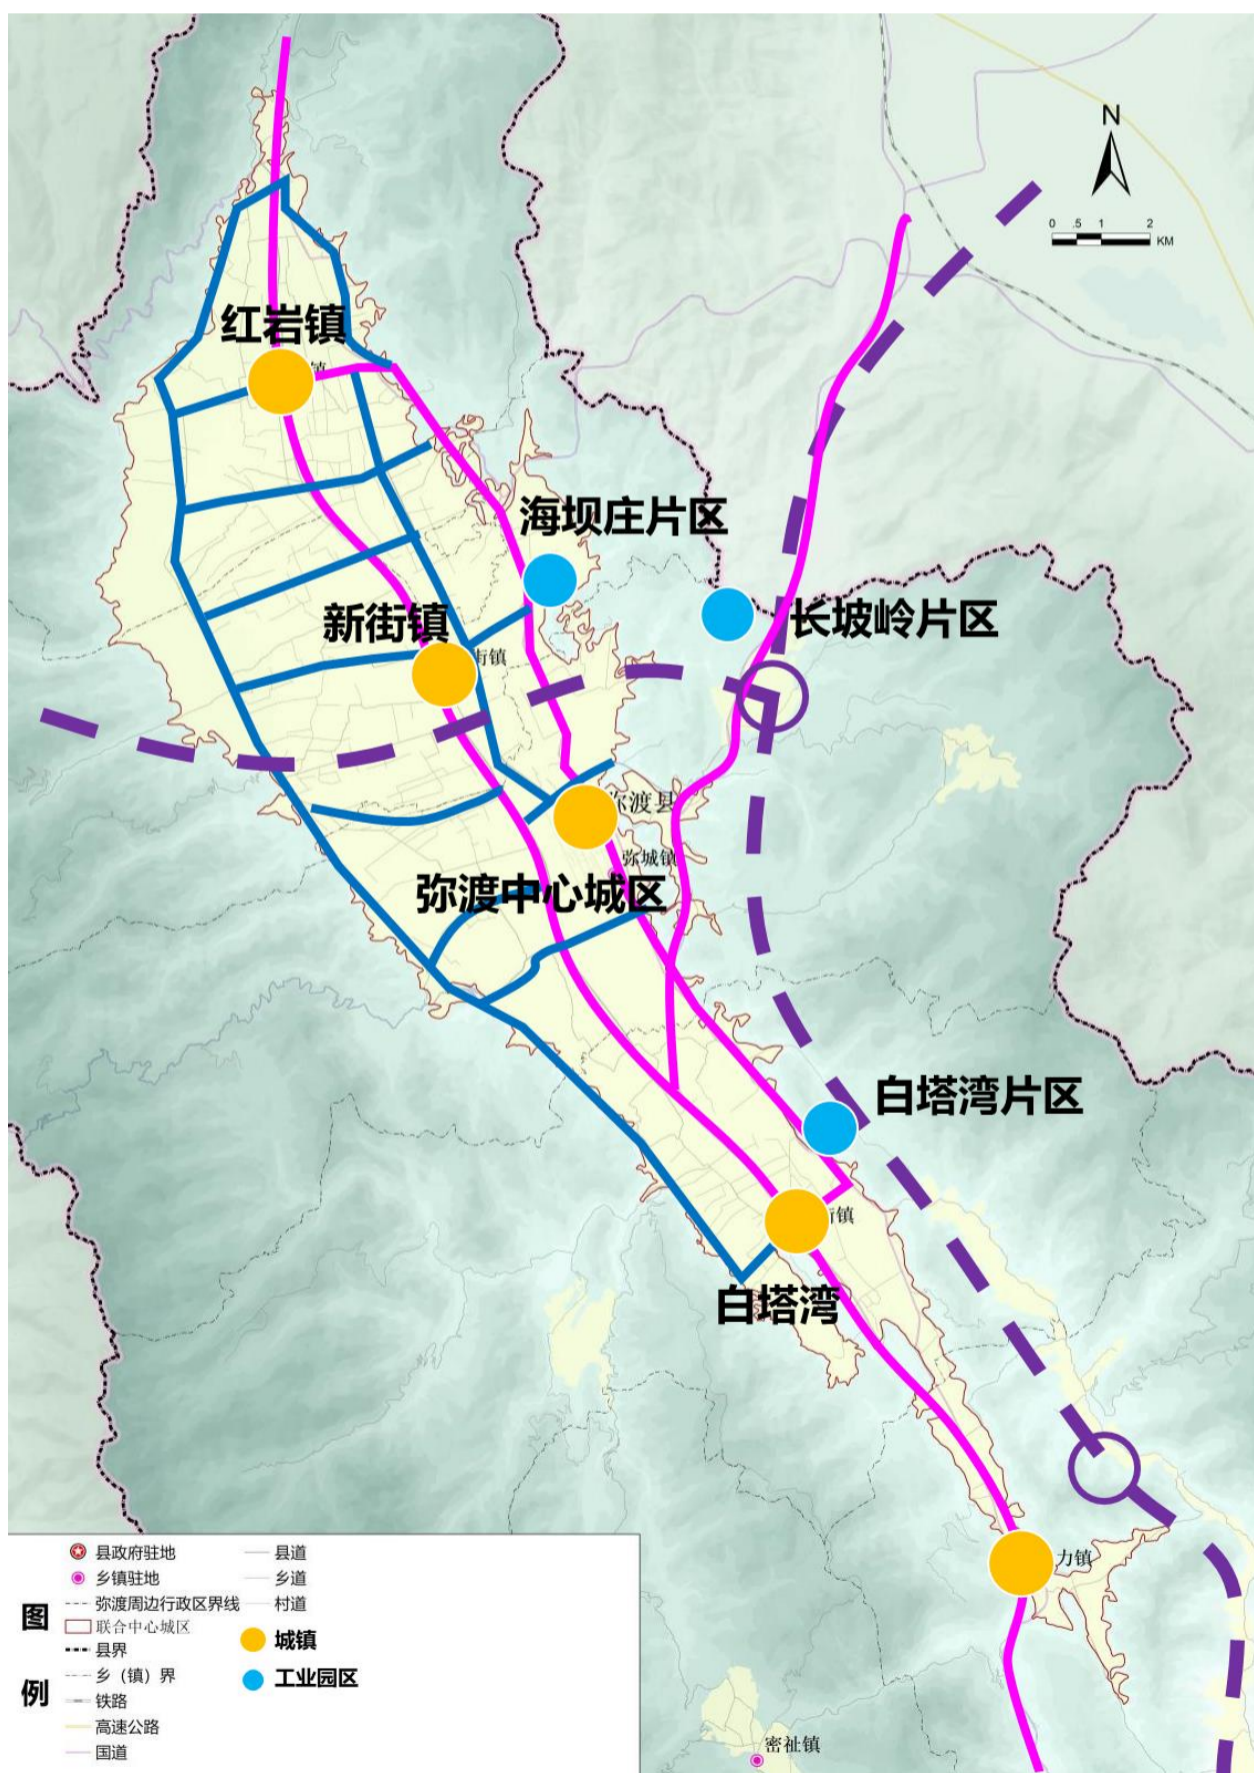 N
0 .5 1 2
KM
红岩镇
镇
海坝庄片区
长坡岭片区
新街镇
街镇
弥渡县
弥城镇
弥渡中心城区
白塔湾片区
街镇
白塔湾
力镇
密祉镇
图例
县政府驻地
乡镇驻地
弥渡周边行政区界线
联合中心城区
县界
乡（镇）界
铁路
高速公路
国道
县道
乡道
村道
城镇
工业园区